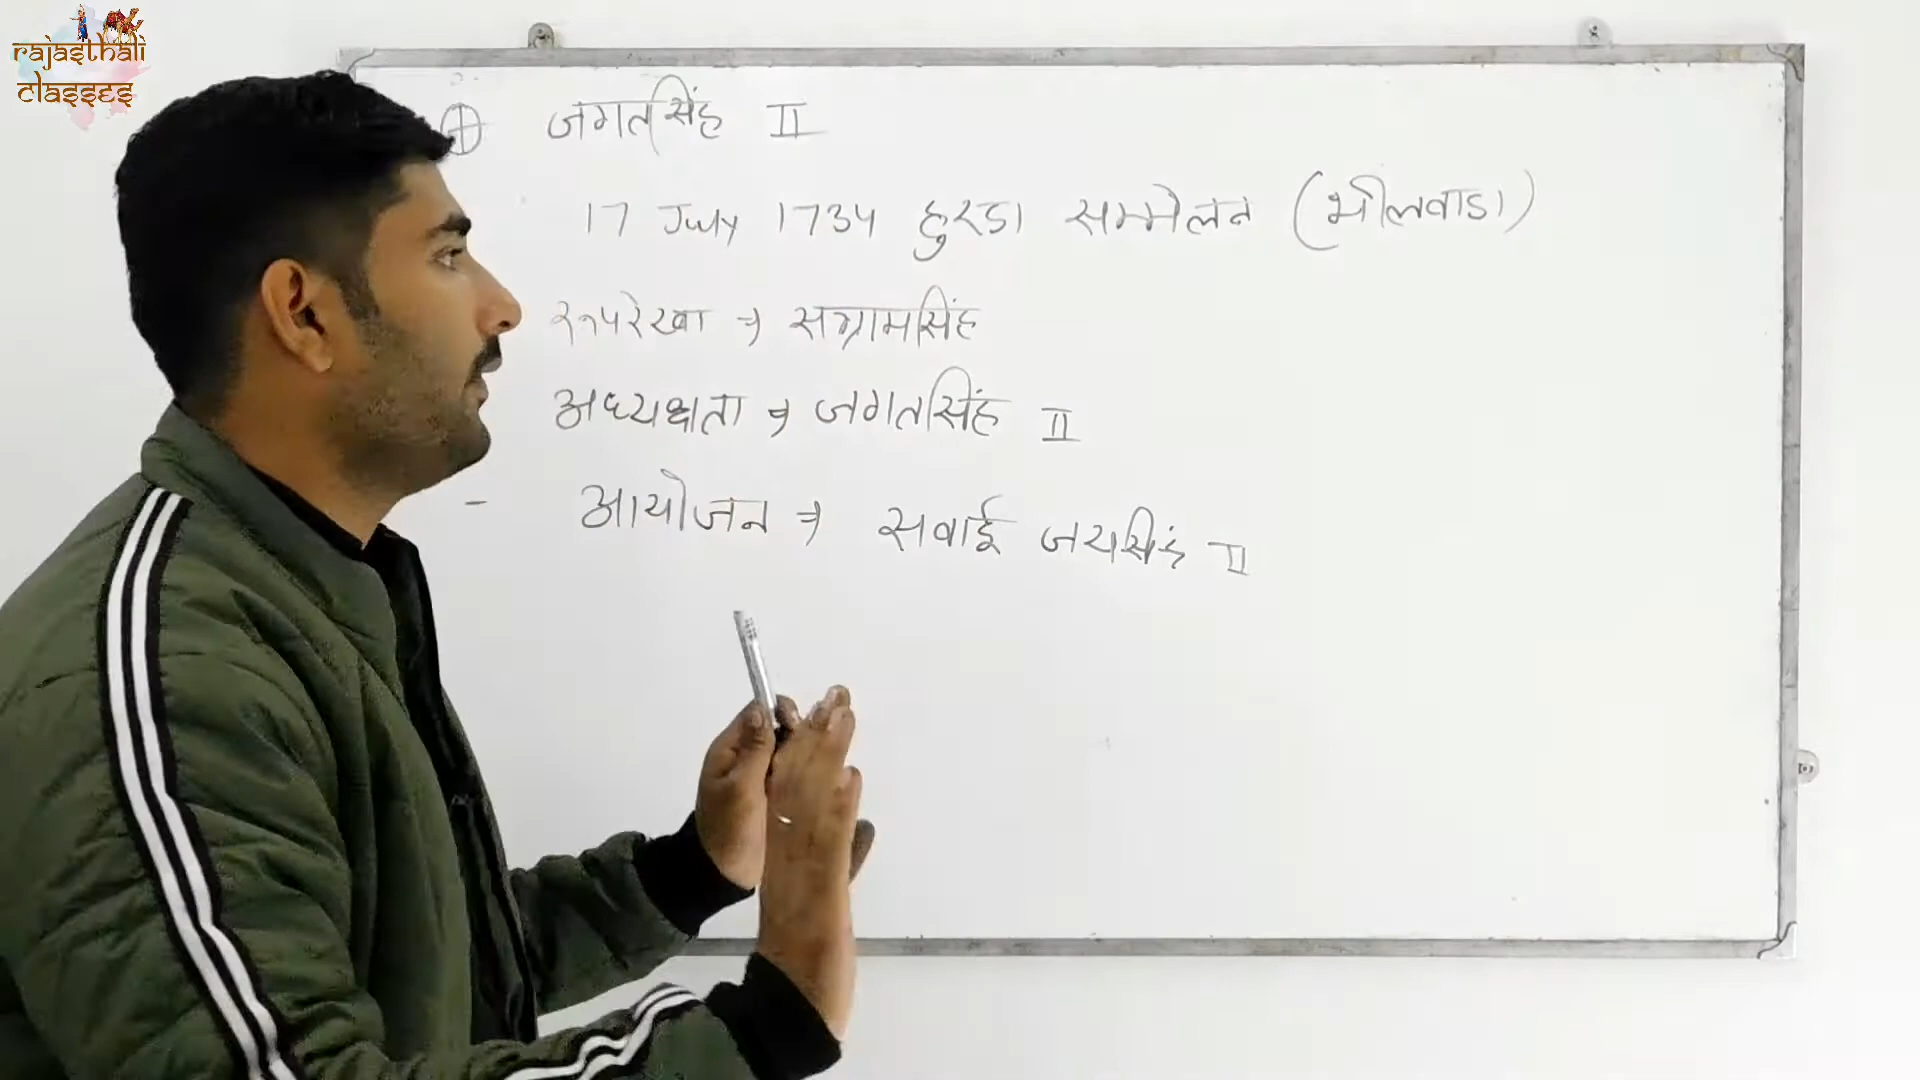 rajasthali
classes
जगतसिंह II
17 July 1734 हुरडा सम्मेलन (भीलवाडा)
रूपरेखा → सग्रामसिंह
अध्यक्षता → जगतसिंह II
- आयोजन → सवाई जयसिंह II